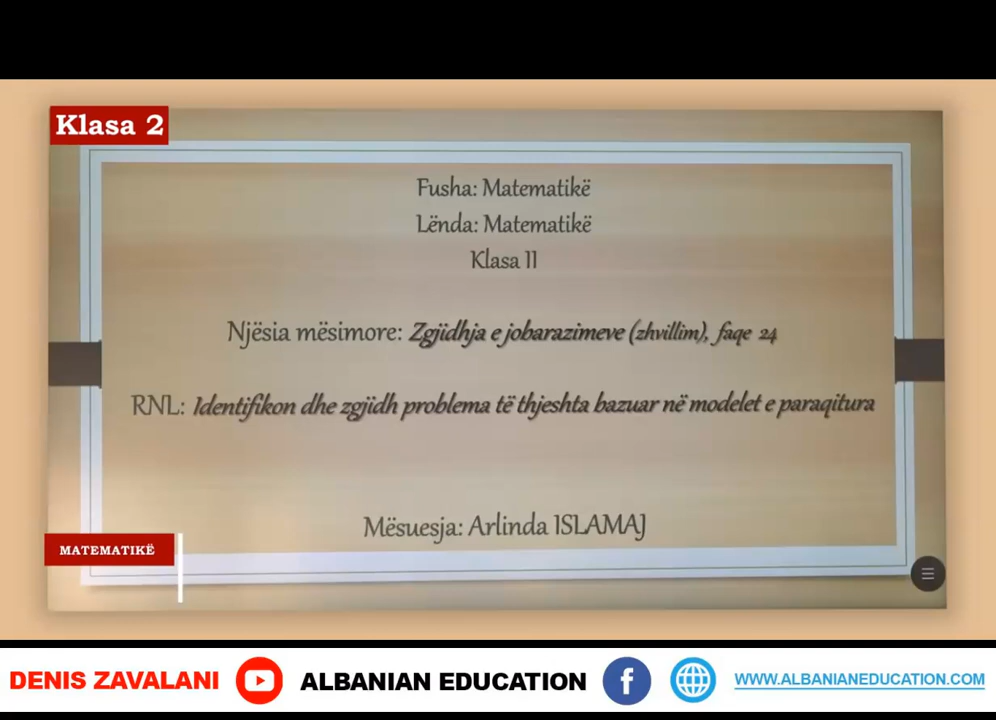 Klasa 2
Fusha: Matematikë
Lënda: Matematikë
Klasa II
Njësia mësimore: Zgjidhja e jobarazimeve (zhvillim), faqe 24
RNL: Identifikon dhe zgjidh problema të thjeshta bazuar në modelet e paraqitura
Mësuesja: Arlinda ISLAMAJ
MATEMATIKË
DENIS ZAVALANI
ALBANIAN EDUCATION
WWW.ALBANIANEDUCATION.COM